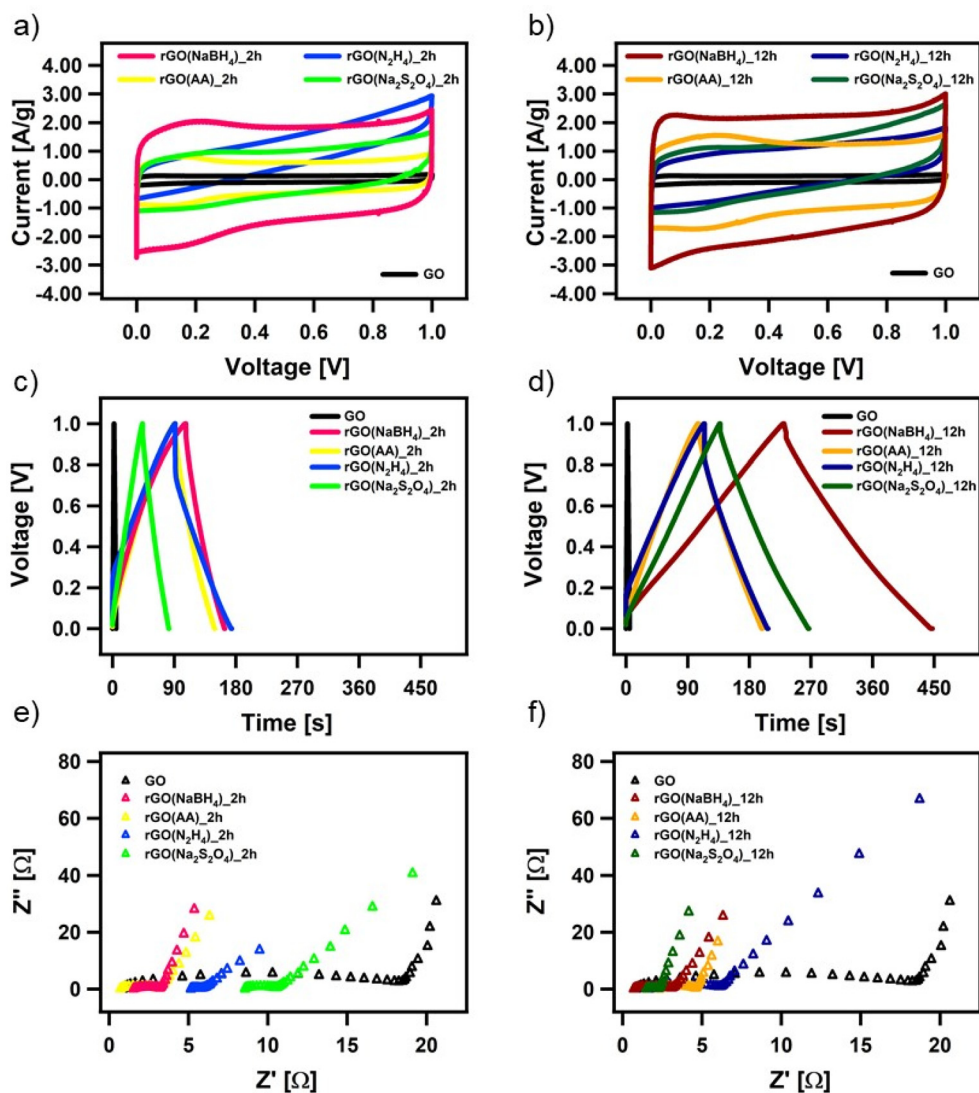 a)
rGO(NaBH₄)_2h rGO(N₂H₄)_2h
rGO(AA)_2h rGO(Na₂S₂O₄)_2h
4.00
3.00
2.00
1.00
0.00
-1.00
-2.00
-3.00
-4.00
Current [A/g]
GO
0.0 0.2 0.4 0.6 0.8 1.0
Voltage [V]
b)
rGO(NaBH₄)_12h rGO(N₂H₄)_12h
rGO(AA)_12h rGO(Na₂S₂O₄)_12h
4.00
3.00
2.00
1.00
0.00
-1.00
-2.00
-3.00
-4.00
Current [A/g]
GO
0.0 0.2 0.4 0.6 0.8 1.0
Voltage [V]
c)
GO
rGO(NaBH₄)_2h
rGO(AA)_2h
rGO(N₂H₄)_2h
rGO(Na₂S₂O₄)_2h
1.0
0.8
0.6
0.4
0.2
0.0
Voltage [V]
0 90 180 270 360 450
Time [s]
d)
GO
rGO(NaBH₄)_12h
rGO(AA)_12h
rGO(N₂H₄)_12h
rGO(Na₂S₂O₄)_12h
1.0
0.8
0.6
0.4
0.2
0.0
Voltage [V]
0 90 180 270 360 450
Time [s]
e)
GO
rGO(NaBH₄)_2h
rGO(AA)_2h
rGO(N₂H₄)_2h
rGO(Na₂S₂O₄)_2h
80
60
40
20
0
Z'' [Ω]
0 5 10 15 20
Z' [Ω]
f)
GO
rGO(NaBH₄)_12h
rGO(AA)_12h
rGO(N₂H₄)_12h
rGO(Na₂S₂O₄)_12h
80
60
40
20
0
Z'' [Ω]
0 5 10 15 20
Z' [Ω]